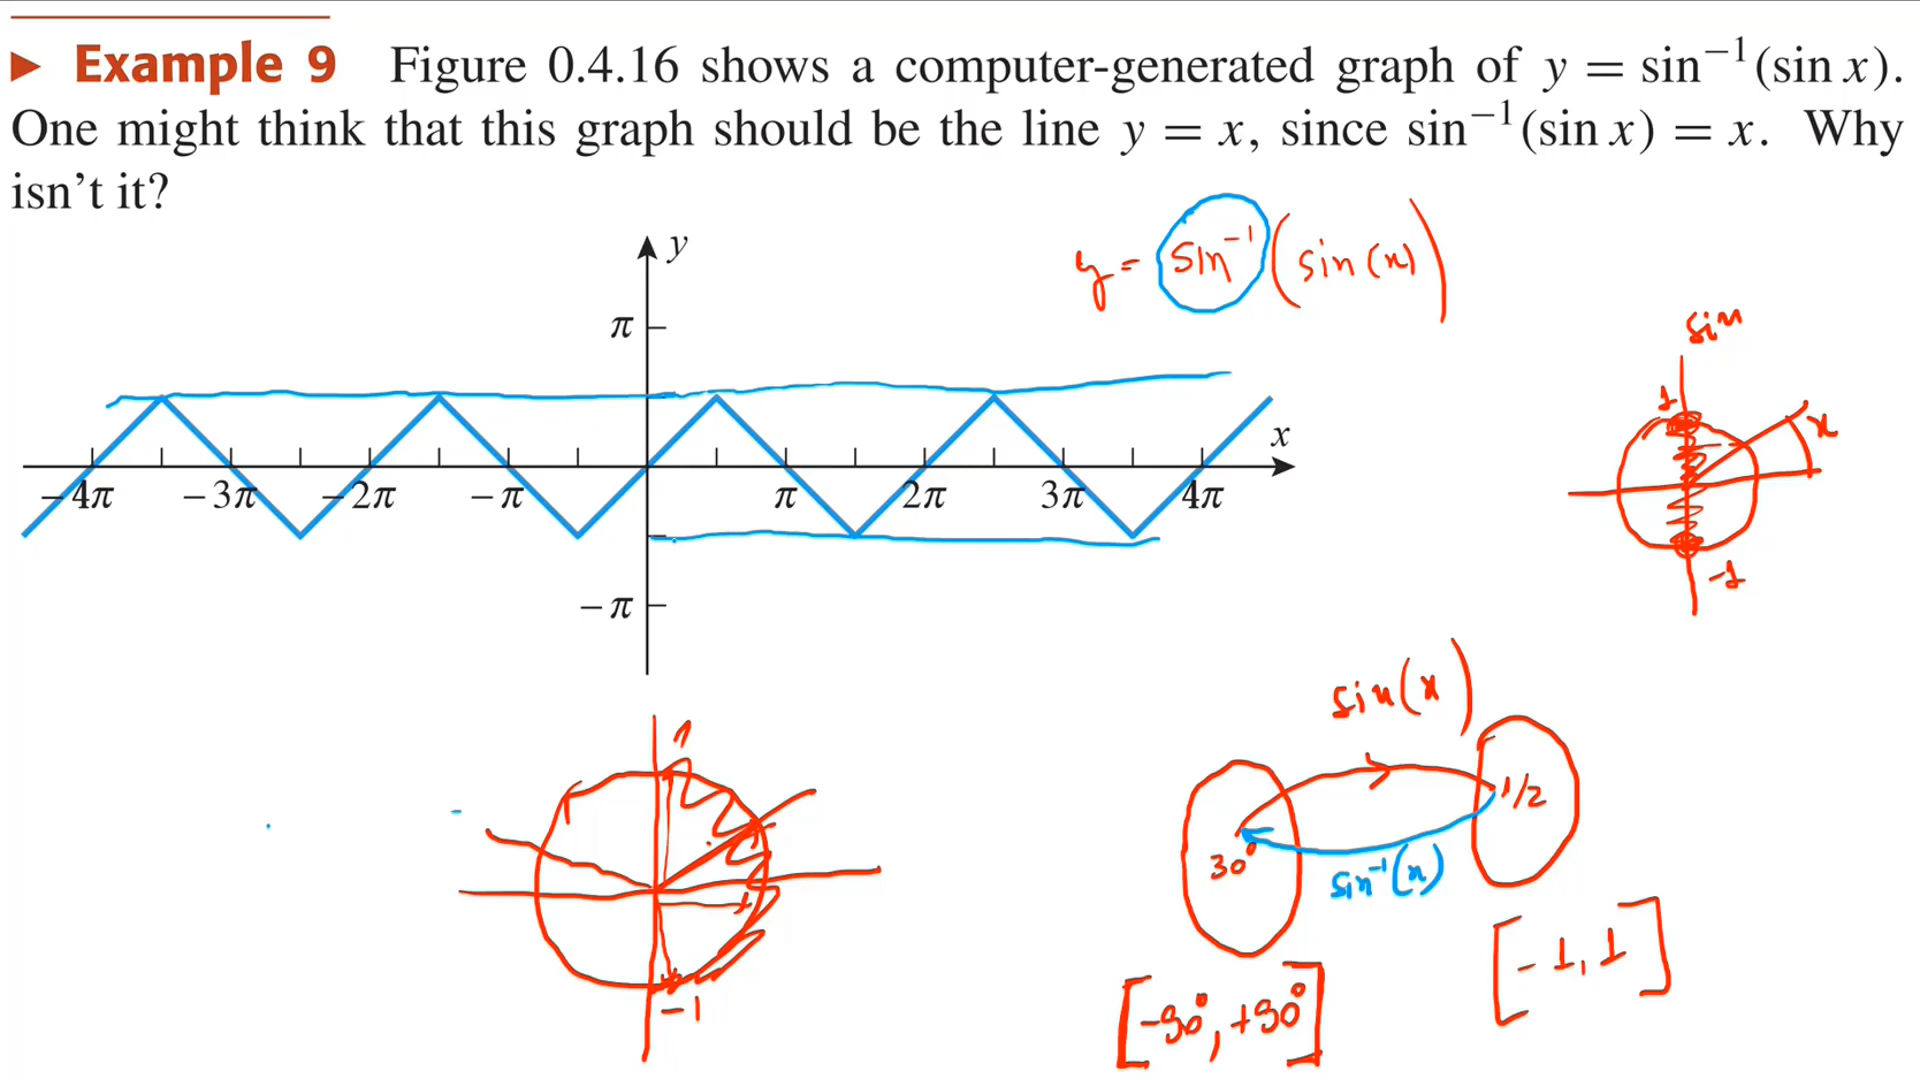 ▶ Example 9 Figure 0.4.16 shows a computer-generated graph of y = sin⁻¹(sin x).
One might think that this graph should be the line y = x, since sin⁻¹(sin x) = x. Why
isn't it?
y = sin⁻¹(sin(x))
y
π
x
−4π −3π −2π −π π 2π 3π 4π
−π
sin
1
x
-1
sin(x)
1
1/2
30°
sin⁻¹(x)
-1
[-90°, +90°]
[-1, 1]